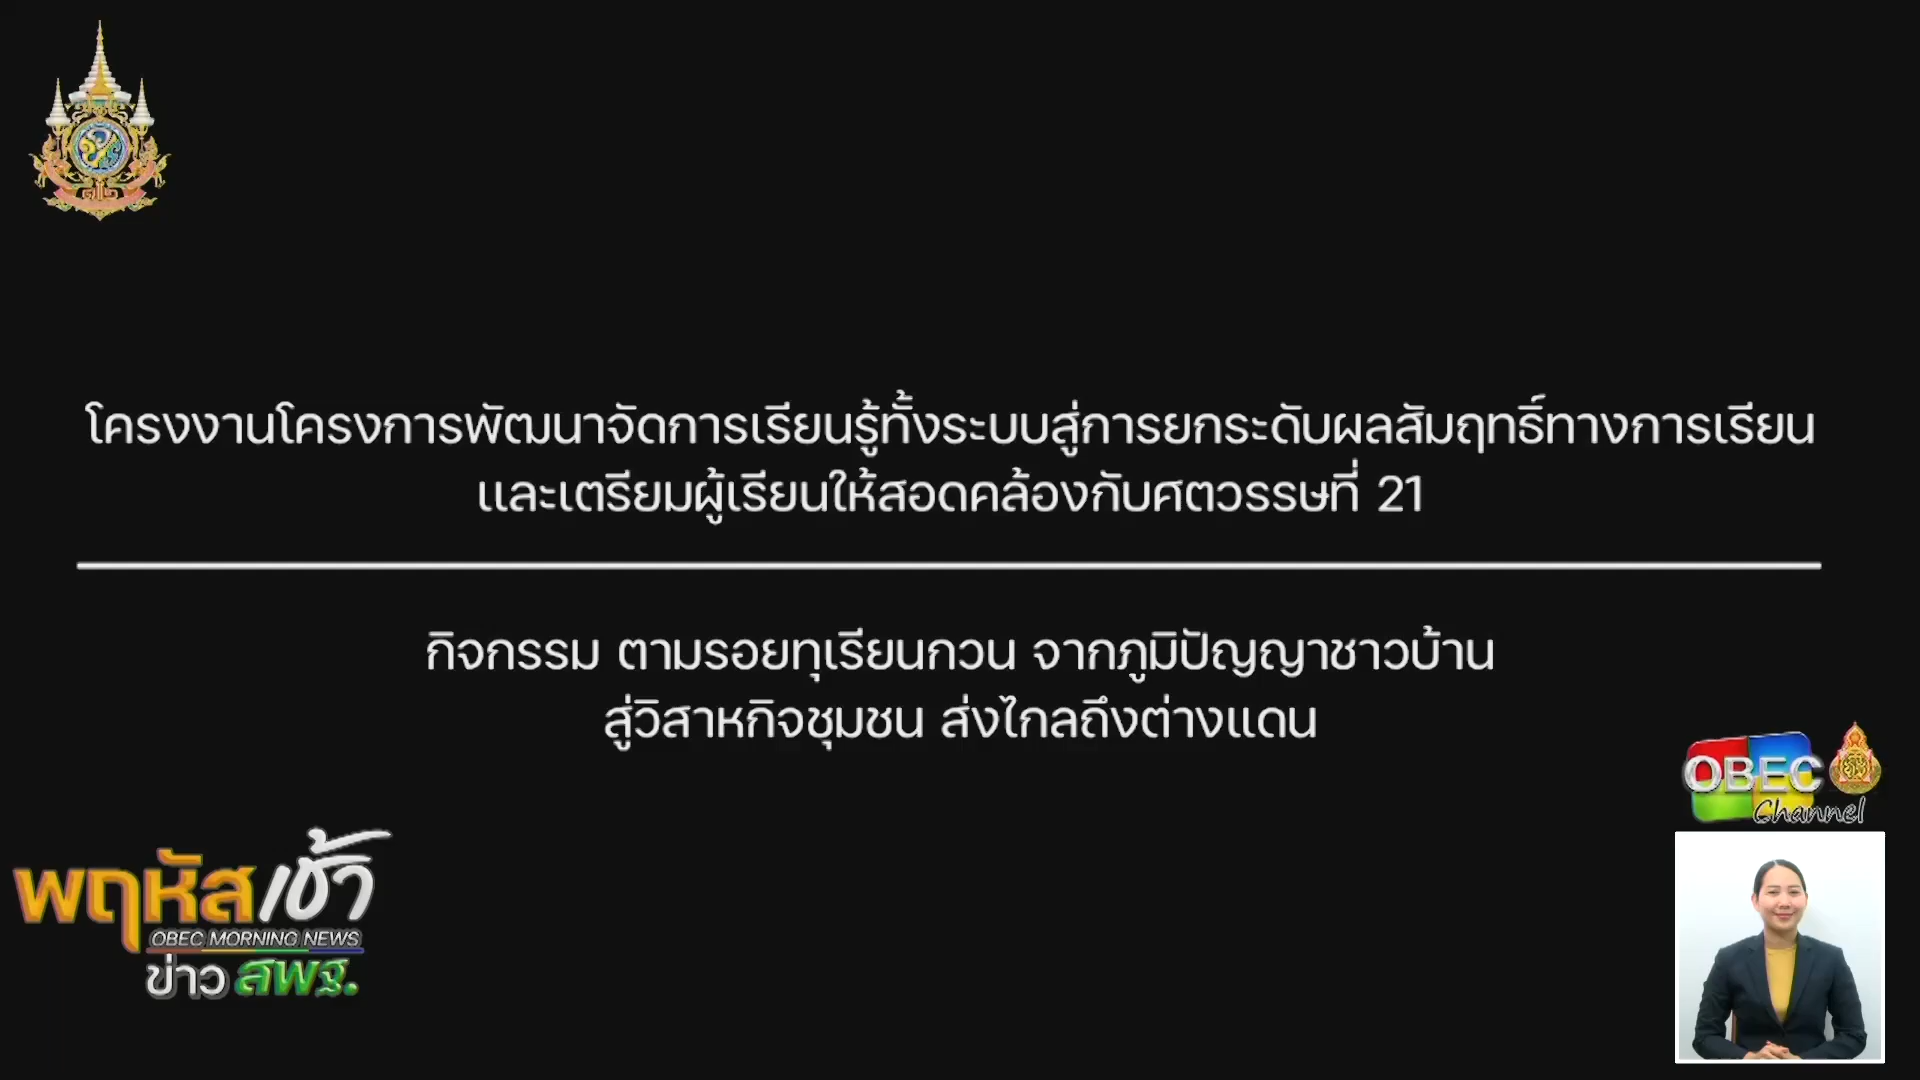 โครงงานโครงการพัฒนาจัดการเรียนรู้ทั้งระบบสู่การยกระดับผลสัมฤทธิ์ทางการเรียน
และเตรียมผู้เรียนให้สอดคล้องกับศตวรรษที่ 21
กิจกรรม ตามรอยทุเรียนกวน จากภูมิปัญญาชาวบ้าน
สู่วิสาหกิจชุมชน ส่งไกลถึงต่างแดน
OBEC
Channel
พฤหัสเช้า
OBEC MORNING NEWS
ข่าว สพฐ.